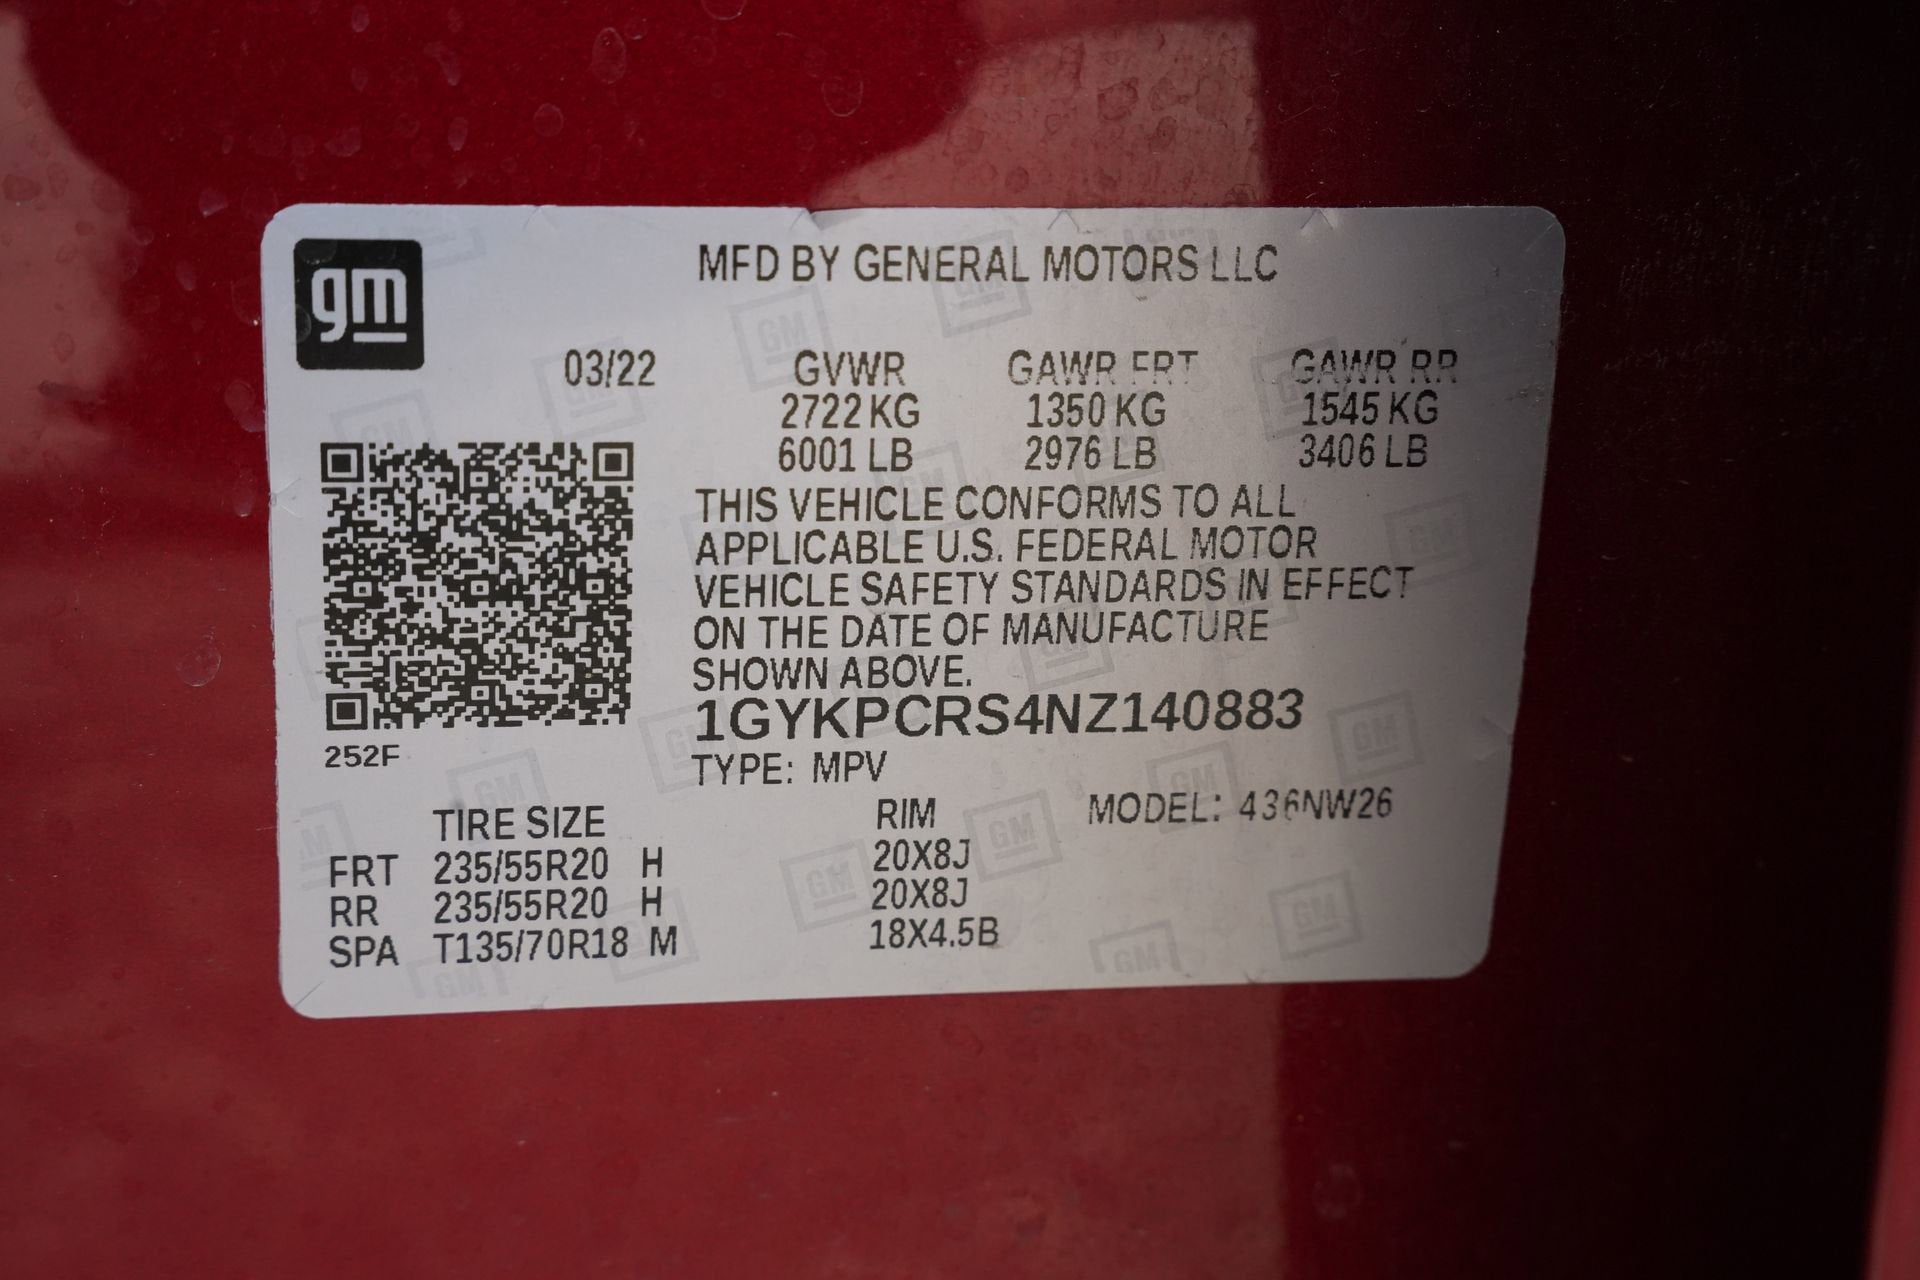 gm
MFD BY GENERAL MOTORS LLC
03/22 GVWR GAWR FRT GAWR RR
2722 KG 1350 KG 1545 KG
6001 LB 2976 LB 3406 LB
THIS VEHICLE CONFORMS TO ALL
APPLICABLE U.S. FEDERAL MOTOR
VEHICLE SAFETY STANDARDS IN EFFECT
ON THE DATE OF MANUFACTURE
SHOWN ABOVE.
1GYKPCRS4NZ140883
252F
TYPE: MPV
TIRE SIZE RIM MODEL: 436NW26
FRT 235/55R20 H 20X8J
RR 235/55R20 H 20X8J
SPA T135/70R18 M 18X4.5B